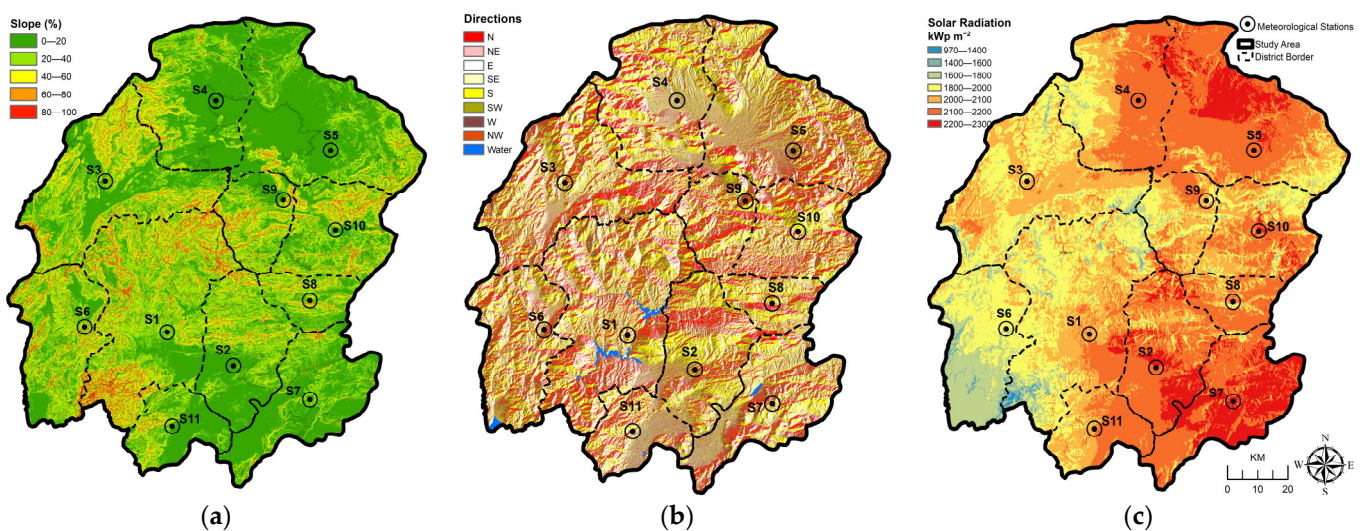 Slope (%)
0—20
20—40
40—60
60—80
80—100
S4
S5
S3
S9
S10
S8
S6
S1
S2
S7
S11
(a)
Directions
N
NE
E
SE
S
SW
W
NW
Water
S4
S5
S3
S9
S10
S8
S6
S1
S2
S7
S11
(b)
Solar Radiation
kWp m⁻²
970—1400
1400—1600
1600—1800
1800—2000
2000—2100
2100—2200
2200—2300
Meteorological Stations
Study Area
District Border
S4
S5
S3
S9
S10
S8
S6
S1
S2
S7
S11
KM
0 10 20
N
W E
S
(c)